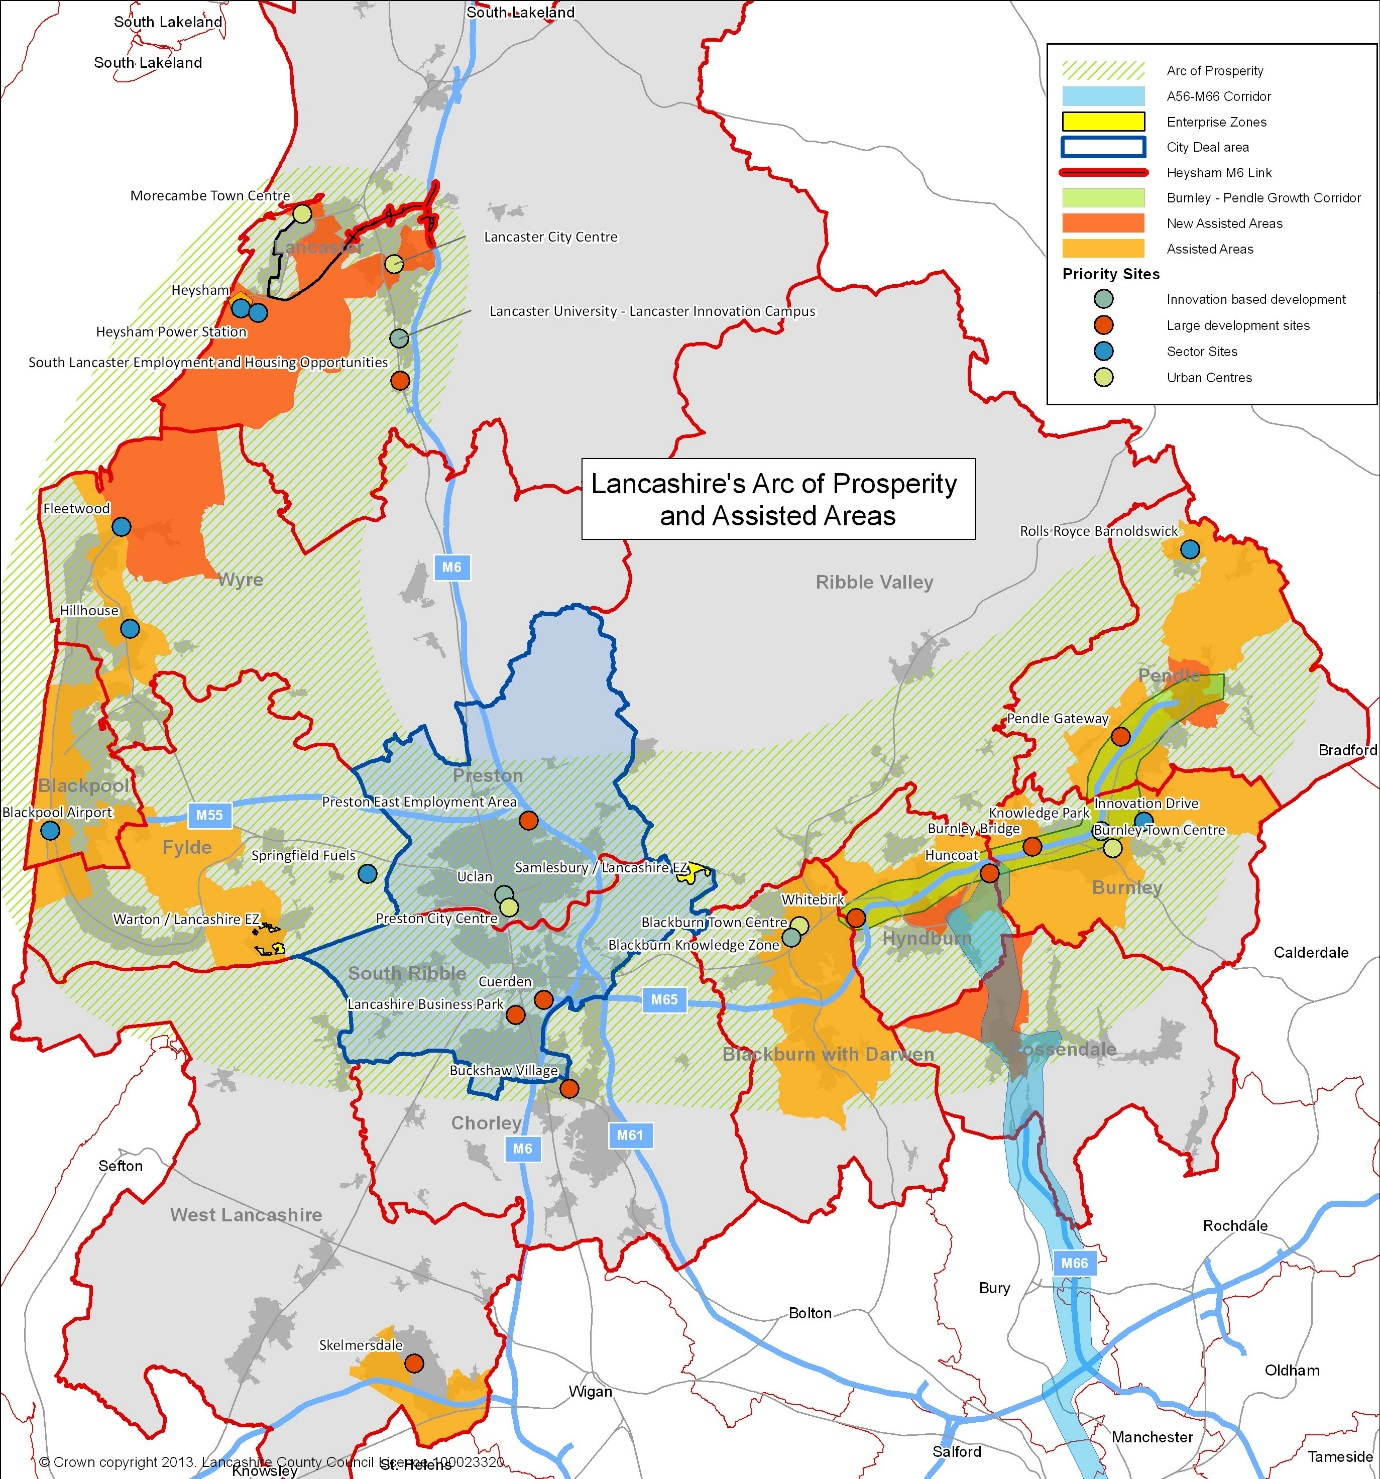 South Lakeland
South Lakeland
South Lakeland
Arc of Prosperity
A56-M66 Corridor
Enterprise Zones
City Deal area
Heysham M6 Link
Burnley - Pendle Growth Corridor
New Assisted Areas
Assisted Areas
Priority Sites
Innovation based development
Large development sites
Sector Sites
Urban Centres
Morecambe Town Centre
Lancaster
Lancaster City Centre
Heysham
Heysham Power Station
Lancaster University - Lancaster Innovation Campus
South Lancaster Employment and Housing Opportunities
Lancashire's Arc of Prosperity
and Assisted Areas
Fleetwood
Rolls Royce Barnoldswick
M6
Wyre
Ribble Valley
Hillhouse
Pendle
Pendle Gateway
Bradford
Preston
Blackpool
Preston East Employment Area
Innovation Drive
Blackpool Airport
M55
Knowledge Park
Burnley Bridge
Burnley Town Centre
Fylde
Springfield Fuels
Huncoat
Samlesbury / Lancashire EZ
Uclan
Burnley
Whitebirk
Warton / Lancashire EZ
Preston City Centre
Blackburn Town Centre
Blackburn Knowledge Zone
Hyndburn
Calderdale
South Ribble
Cuerden
Lancashire Business Park
M65
Blackburn with Darwen
Rossendale
Buckshaw Village
Chorley
M6
M61
Sefton
West Lancashire
Rochdale
M66
Bury
Bolton
Skelmersdale
Oldham
Wigan
Manchester
Salford
Tameside
© Crown copyright 2013. Lancashire County Council Licence 100023320
Knowsley
St. Helens